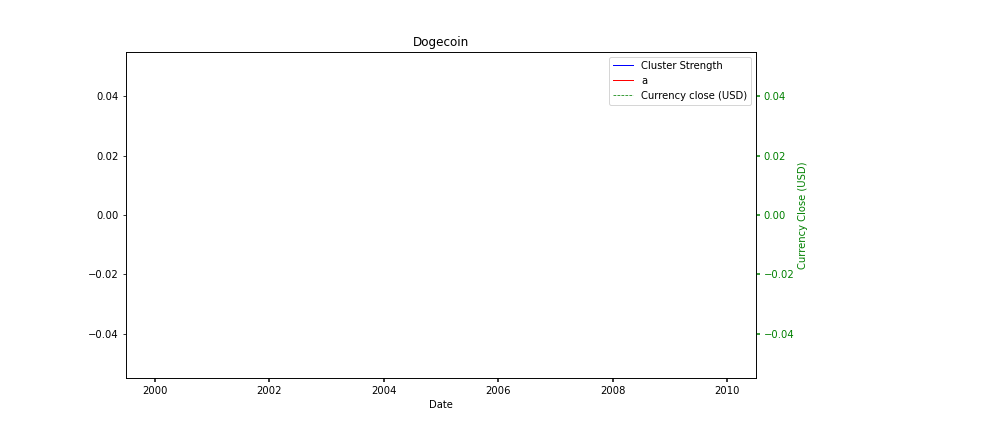 Dogecoin
Cluster Strength
a
Currency close (USD)
0.04
0.02
0.00
−0.02
−0.04
0.04
0.02
0.00
−0.02
−0.04
Currency Close (USD)
2000 2002 2004 2006 2008 2010
Date